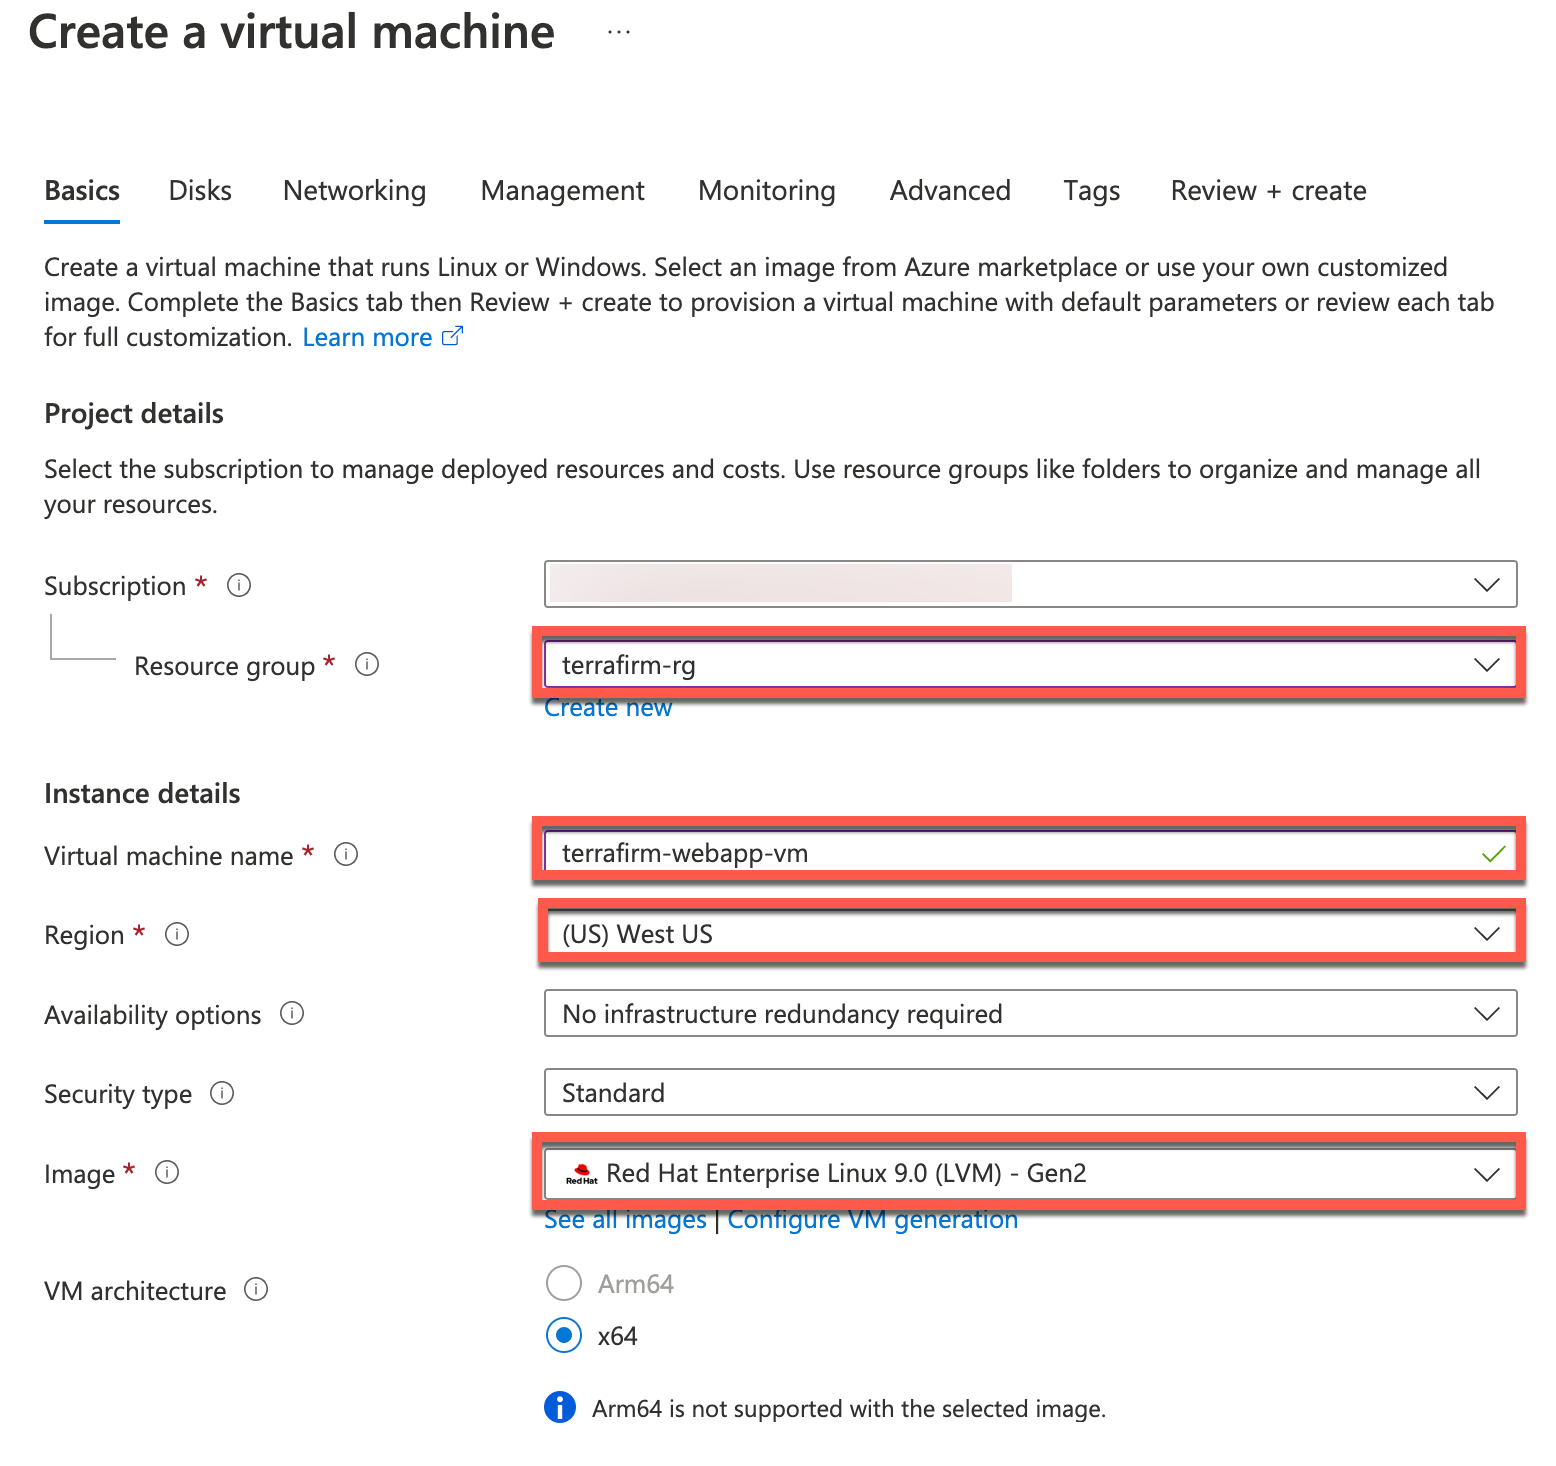 Create a virtual machine ...
Basics Disks Networking Management Monitoring Advanced Tags Review + create
Create a virtual machine that runs Linux or Windows. Select an image from Azure marketplace or use your own customized
image. Complete the Basics tab then Review + create to provision a virtual machine with default parameters or review each tab
for full customization. Learn more
Project details
Select the subscription to manage deployed resources and costs. Use resource groups like folders to organize and manage all
your resources.
Subscription *
Resource group * terrafirm-rg
Create new
Instance details
Virtual machine name * terrafirm-webapp-vm
Region * (US) West US
Availability options No infrastructure redundancy required
Security type Standard
Image * Red Hat Red Hat Enterprise Linux 9.0 (LVM) - Gen2
See all images | Configure VM generation
VM architecture Arm64
x64
Arm64 is not supported with the selected image.